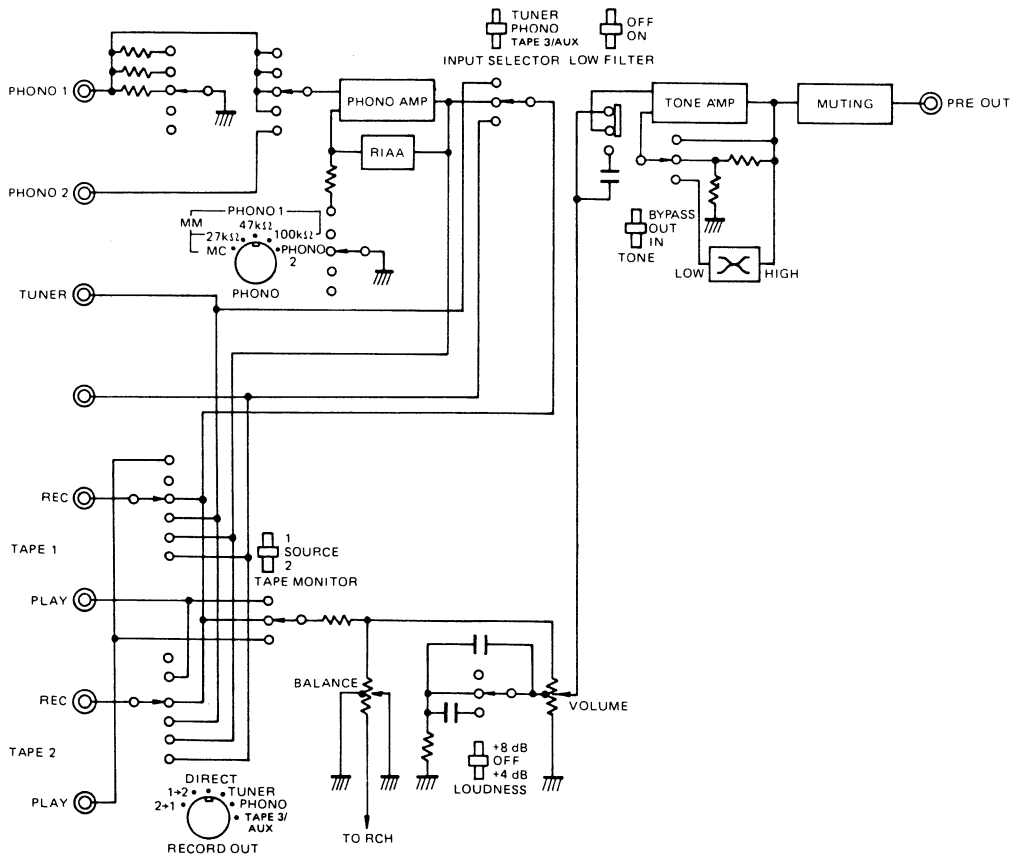 TUNER
PHONO
TAPE 3/AUX
INPUT SELECTOR
OFF
ON
LOW FILTER
PHONO 1
PHONO AMP
RIAA
TONE AMP
MUTING
PRE OUT
PHONO 2
PHONO 1
MM
47kΩ
27kΩ
100kΩ
MC
PHONO
2
PHONO
BYPASS
OUT
IN
TONE
LOW
HIGH
TUNER
REC
TAPE 1
PLAY
1
SOURCE
2
TAPE MONITOR
REC
TAPE 2
PLAY
BALANCE
VOLUME
+8 dB
OFF
+4 dB
LOUDNESS
DIRECT
1→2
TUNER
2→1
PHONO
TAPE 3/
AUX
RECORD OUT
TO RCH